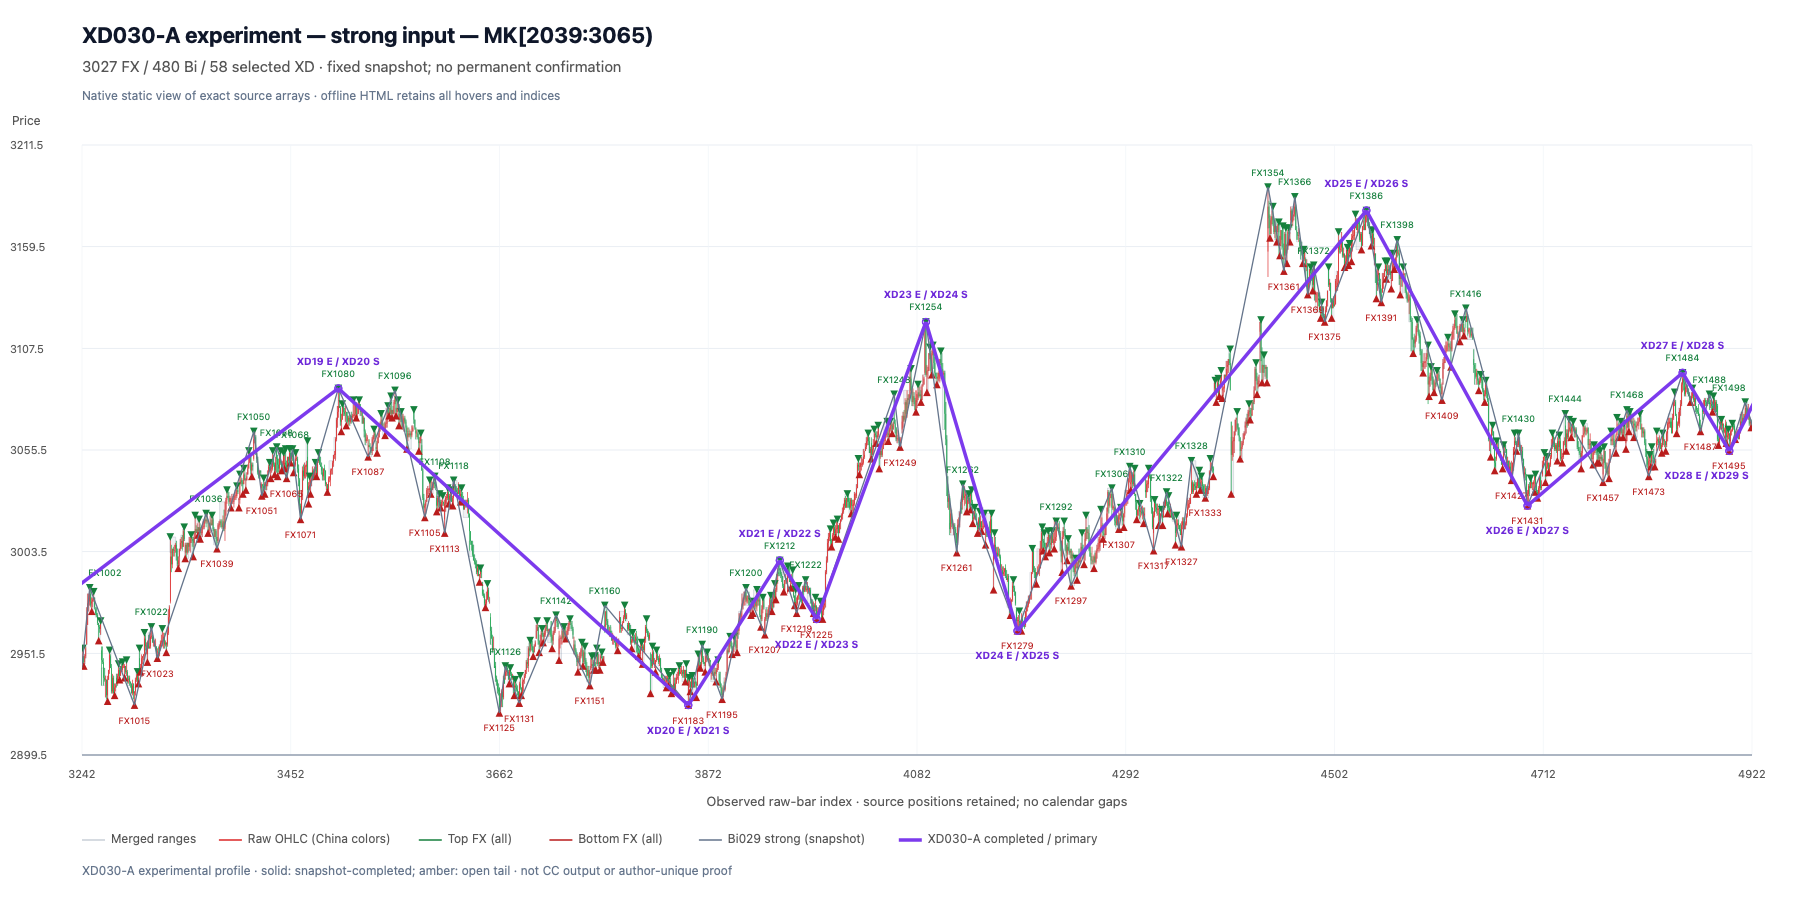 XD030-A experiment — strong input — MK[2039:3065)
3027 FX / 480 Bi / 58 selected XD · fixed snapshot; no permanent confirmation
Native static view of exact source arrays · offline HTML retains all hovers and indices
Price
3211.5
FX1354
FX1366
XD25 E / XD26 S
FX1386
FX1398
3159.5
FX1372
FX1361
XD23 E / XD24 S
FX1254
FX1416
FX1391
FX1375
3107.5
XD27 E / XD28 S
FX1484
XD19 E / XD20 S
FX1080
FX1096
FX1488
FX1498
FX1468
FX1444
FX1409
FX1050
FX1430
3055.5
FX1068
FX1087
FX1249
FX1328
FX1310
FX1118
FX1262
FX1306
FX1322
FX1487
FX1495
XD28 E / XD29 S
FX1473
FX1457
FX1036
FX1051
FX1065
FX1292
FX1333
FX1431
XD26 E / XD27 S
FX1071
FX1105
FX1113
XD21 E / XD22 S
FX1212
FX1307
3003.5
FX1039
FX1222
FX1261
FX1327
FX1002
FX1200
FX1297
FX1022
FX1142
FX1160
FX1190
FX1219
FX1225
XD22 E / XD23 S
FX1207
FX1279
XD24 E / XD25 S
2951.5
FX1126
FX1023
FX1151
FX1015
FX1125
FX1131
FX1183
FX1195
XD20 E / XD21 S
2899.5
3242
3452
3662
3872
4082
4292
4502
4712
4922
Observed raw-bar index · source positions retained; no calendar gaps
Merged ranges
Raw OHLC (China colors)
Top FX (all)
Bottom FX (all)
Bi029 strong (snapshot)
XD030-A completed / primary
XD030-A experimental profile · solid: snapshot-completed; amber: open tail · not CC output or author-unique proof